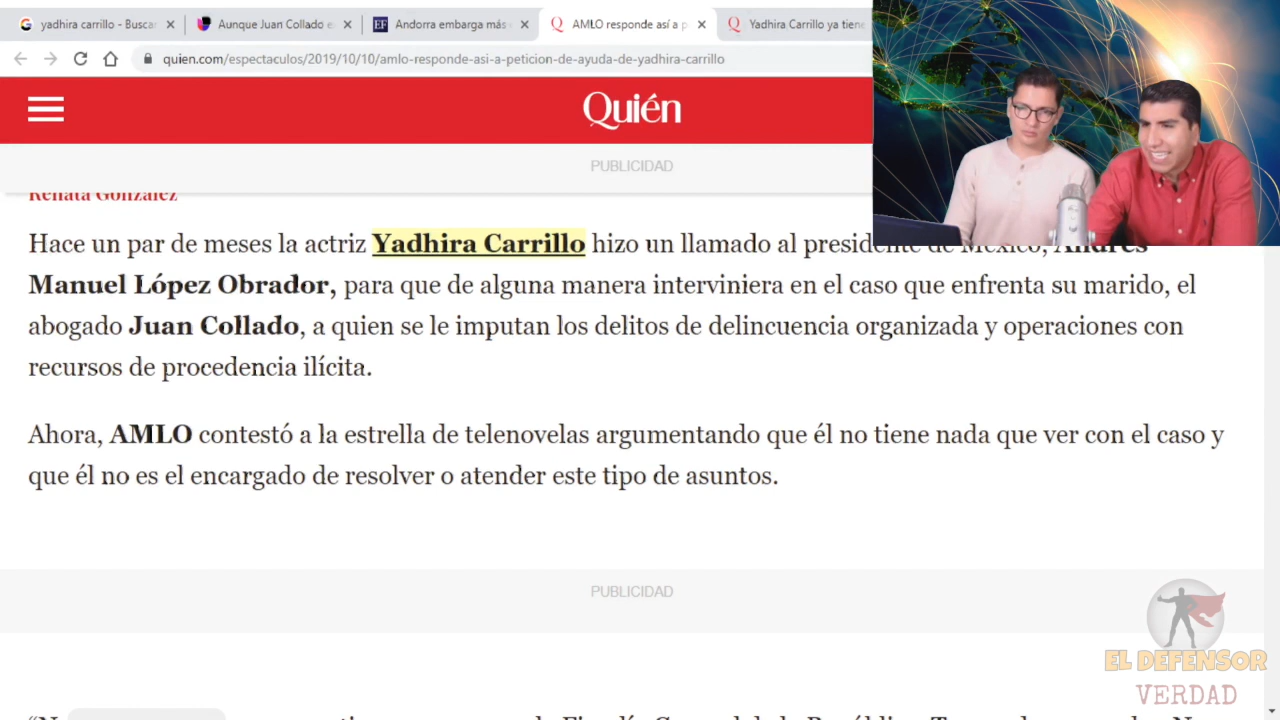 yadhira carrillo - Buscar
Aunque Juan Collado e
EF Andorra embarga más
AMLO responde así a p
Yadhira Carrillo ya tiene
quien.com/espectaculos/2019/10/10/amlo-responde-asi-a-peticion-de-ayuda-de-yadhira-carrillo
Quién
PUBLICIDAD
Renata González
Hace un par de meses la actriz Yadhira Carrillo hizo un llamado al presidente de México, Andrés
Manuel López Obrador, para que de alguna manera interviniera en el caso que enfrenta su marido, el
abogado Juan Collado, a quien se le imputan los delitos de delincuencia organizada y operaciones con
recursos de procedencia ilícita.
Ahora, AMLO contestó a la estrella de telenovelas argumentando que él no tiene nada que ver con el caso y
que él no es el encargado de resolver o atender este tipo de asuntos.
PUBLICIDAD
EL DEFENSOR
VERDAD